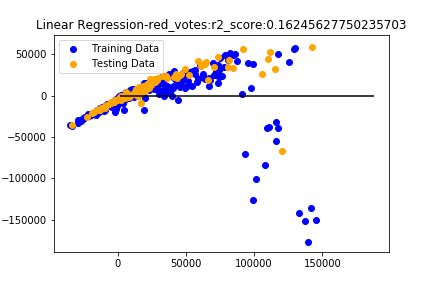 Linear Regression-red_votes:r2_score:0.16245627750235703
Training Data
Testing Data
50000
0
−50000
−100000
−150000
0 50000 100000 150000